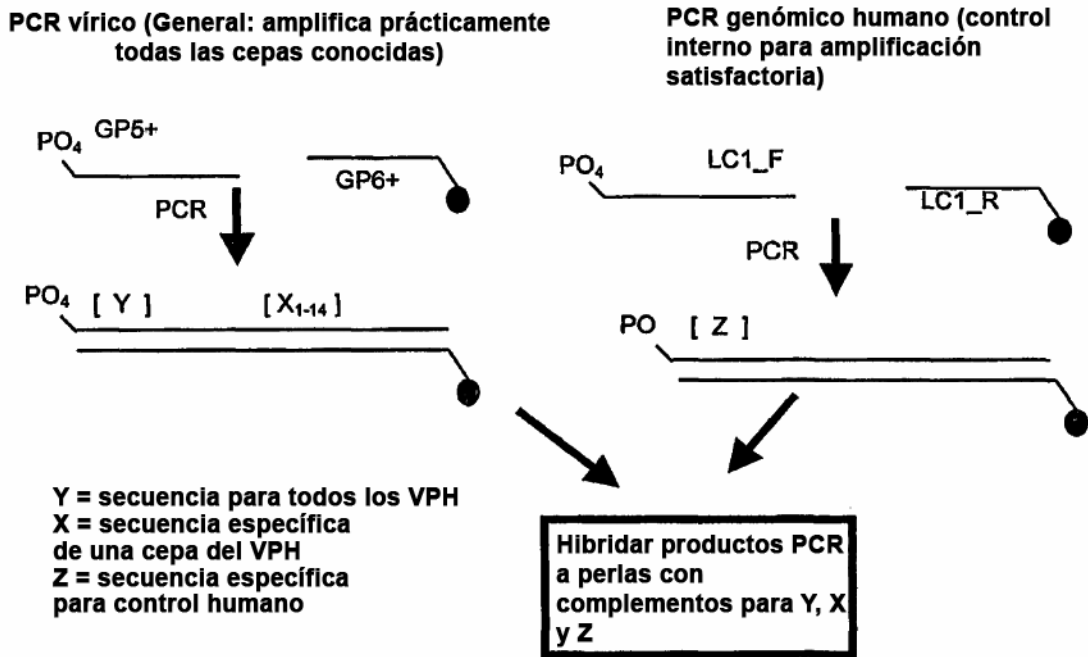 PCR vírico (General: amplifica prácticamente
todas las cepas conocidas)
PO4 GP5+
GP6+
PCR
PO4 [ Y ] [ X1-14 ]
PCR genómico humano (control
interno para amplificación
satisfactoria)
PO4 LC1_F
LC1_R
PCR
PO [ Z ]
Y = secuencia para todos los VPH
X = secuencia específica
de una cepa del VPH
Z = secuencia específica
para control humano
Hibridar productos PCR
a perlas con
complementos para Y, X
y Z